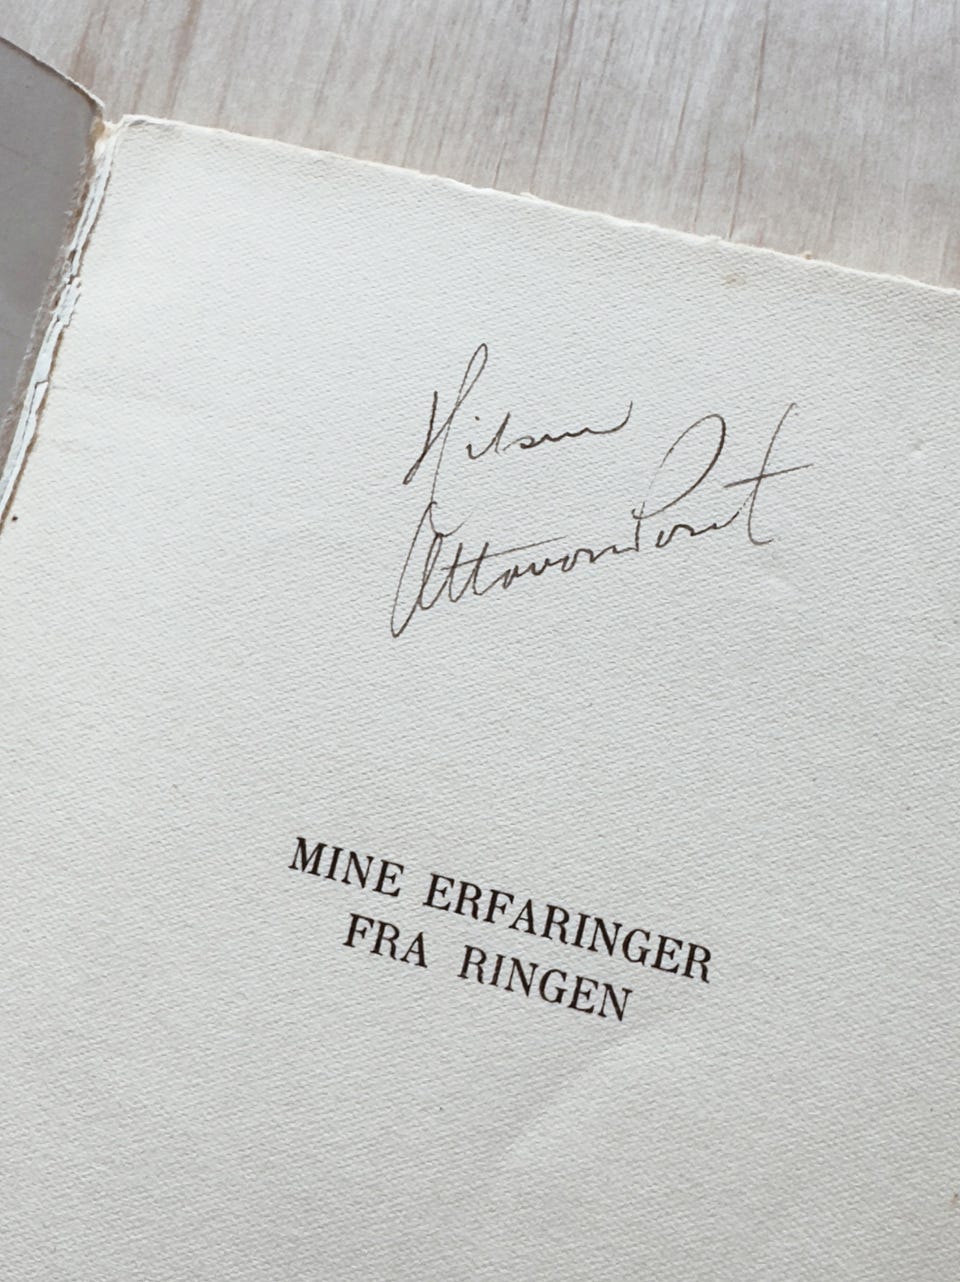 Hilsen
Otto von Porat
MINE ERFARINGER
FRA RINGEN